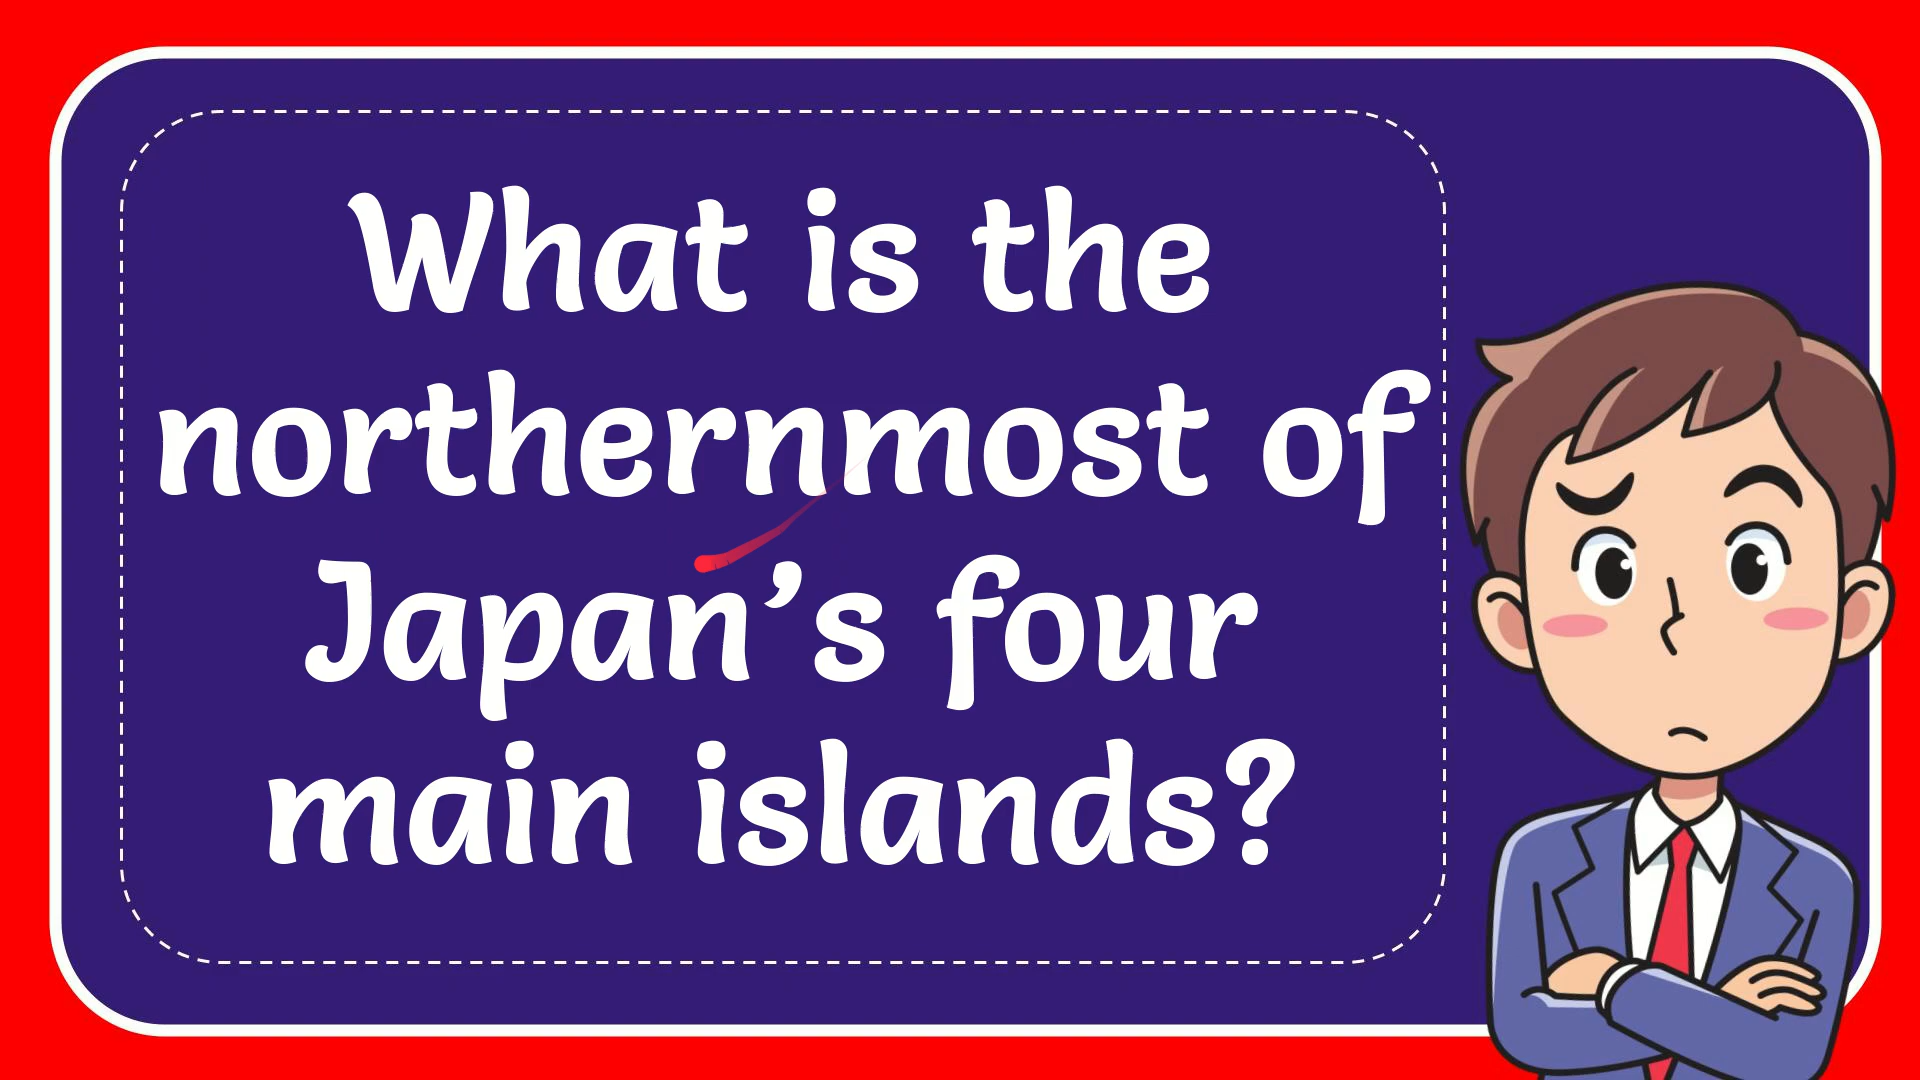 What is the
northernmost of
Japan’s four
main islands?